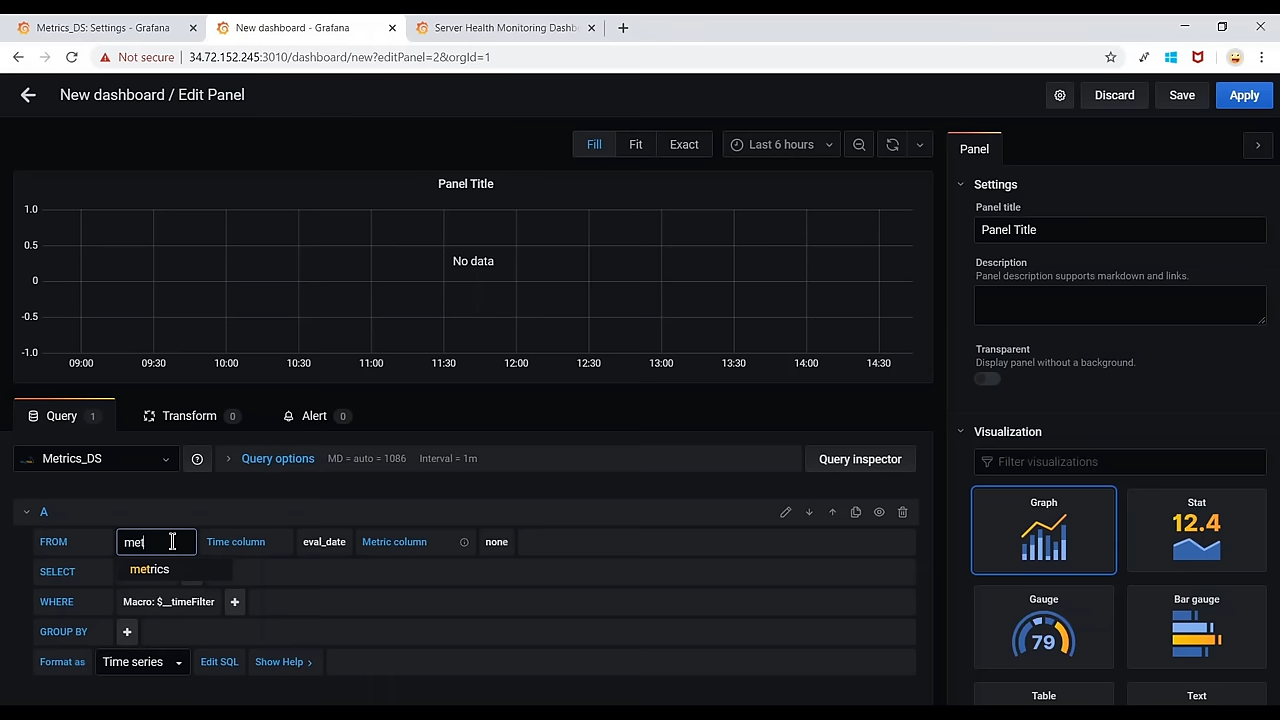 Metrics_DS: Settings - Grafana
New dashboard - Grafana
Server Health Monitoring Dashb
Not secure
34.72.152.245:3010/dashboard/new?editPanel=2&orgId=1
New dashboard / Edit Panel
Discard
Save
Apply
Fill
Fit
Exact
Last 6 hours
Panel
Panel Title
1.0
0.5
0
-0.5
-1.0
No data
09:00
09:30
10:00
10:30
11:00
11:30
12:00
12:30
13:00
13:30
14:00
14:30
Settings
Panel title
Panel Title
Description
Panel description supports markdown and links.
Transparent
Display panel without a background.
Query 1
Transform 0
Alert 0
Metrics_DS
Query options
MD = auto = 1086
Interval = 1m
Query inspector
A
FROM
met
Time column
eval_date
Metric column
none
metrics
SELECT
WHERE
Macro: $__timeFilter
GROUP BY
Format as
Time series
Edit SQL
Show Help
Visualization
Filter visualizations
Graph
Stat
12.4
Gauge
79
Bar gauge
Table
Text